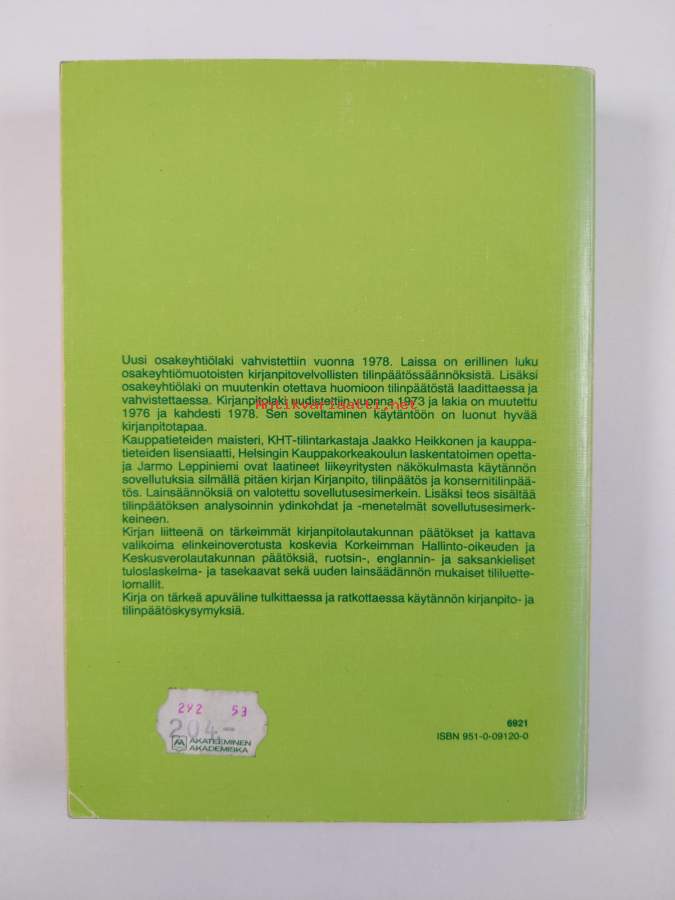 Uusi osakeyhtiölaki vahvistettiin vuonna 1978. Laissa on erillinen luku
osakeyhtiömuotoisten kirjanpitovelvollisten tilinpäätössäännöksistä. Lisäksi
osakeyhtiölaki on muutenkin otettava huomioon tilinpäätöstä laadittaessa ja
vahvistettaessa. Kirjanpitolaki uudistettiin vuonna 1973 ja lakia on muutettu
Antikvariaatti.net
1976 ja kahdesti 1978. Sen soveltaminen käytäntöön on luonut hyvää
kirjanpitotapaa.
Kauppatieteiden maisteri, KHT-tilintarkastaja Jaakko Heikkonen ja kauppa-
tieteiden lisensiaatti, Helsingin Kauppakorkeakoulun laskentatoimen opetta-
ja Jarmo Leppiniemi ovat laatineet liikeyritysten näkökulmasta käytännön
sovellutuksia silmällä pitäen kirjan Kirjanpito, tilinpäätös ja konsernitilinpää-
tös. Lainsäännöksiä on valotettu sovellutusesimerkein. Lisäksi teos sisältää
tilinpäätöksen analysoinnin ydinkohdat ja -menetelmät sovellutusesimerk-
keineen.
Kirjan liitteenä on tärkeimmät kirjanpitolautakunnan päätökset ja kattava
valikoima elinkeinoverotusta koskevia Korkeimman Hallinto-oikeuden ja
Keskusverolautakunnan päätöksiä, ruotsin-, englannin- ja saksankieliset
tuloslaskelma- ja tasekaavat sekä uuden lainsäädännön mukaiset tililuette-
lomallit.
Kirja on tärkeä apuväline tulkittaessa ja ratkottaessa käytännön kirjanpito- ja
tilinpäätöskysymyksiä.
242 53
204
AKATEEMINEN
AKADEMISKA
6921
ISBN 951-0-09120-0